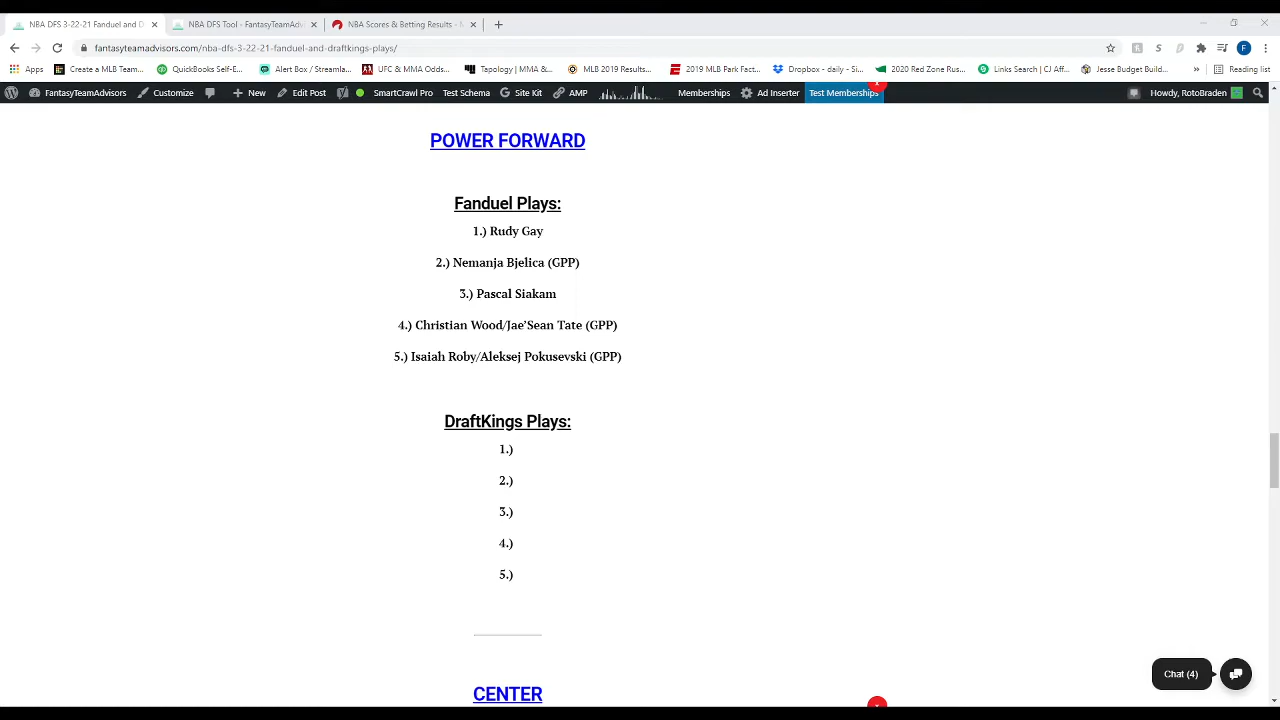 NBA DFS 3-22-21 Fanduel and D
NBA DFS Tool - FantasyTeamAdvi
NBA Scores & Betting Results - M
fantasyteamadvisors.com/nba-dfs-3-22-21-fanduel-and-draftkings-plays/
Apps
Create a MLB Team...
QuickBooks Self-E...
Alert Box / Streamla...
UFC & MMA Odds...
Tapology | MMA &...
MLB 2019 Results...
2019 MLB Park Fact...
Dropbox - daily - Si...
2020 Red Zone Rus...
Links Search | CJ Aff...
Jesse Budget Build...
Reading list
FantasyTeamAdvisors
Customize
New
Edit Post
SmartCrawl Pro
Test Schema
Site Kit
AMP
Memberships
Ad Inserter
Test Memberships
Howdy, RotoBraden
POWER FORWARD
Fanduel Plays:
1.) Rudy Gay
2.) Nemanja Bjelica (GPP)
3.) Pascal Siakam
4.) Christian Wood/Jae’Sean Tate (GPP)
5.) Isaiah Roby/Aleksej Pokusevski (GPP)
DraftKings Plays:
1.)
2.)
3.)
4.)
5.)
CENTER
Chat (4)